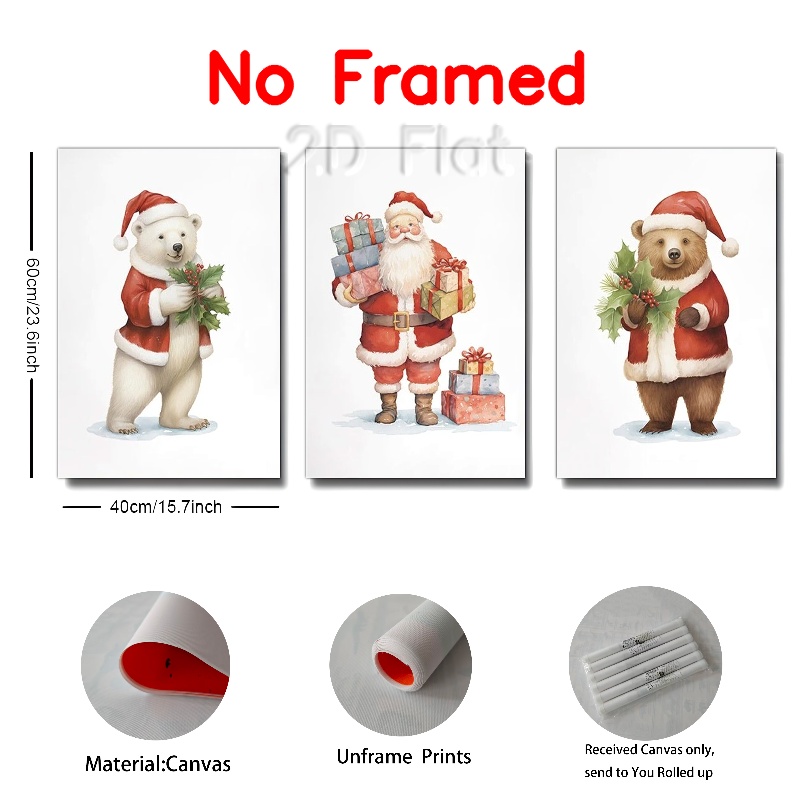 No Framed
2D Flat
60cm/23.6inch
40cm/15.7inch
Material:Canvas
Unframe Prints
Received Canvas only,
send to You Rolled up